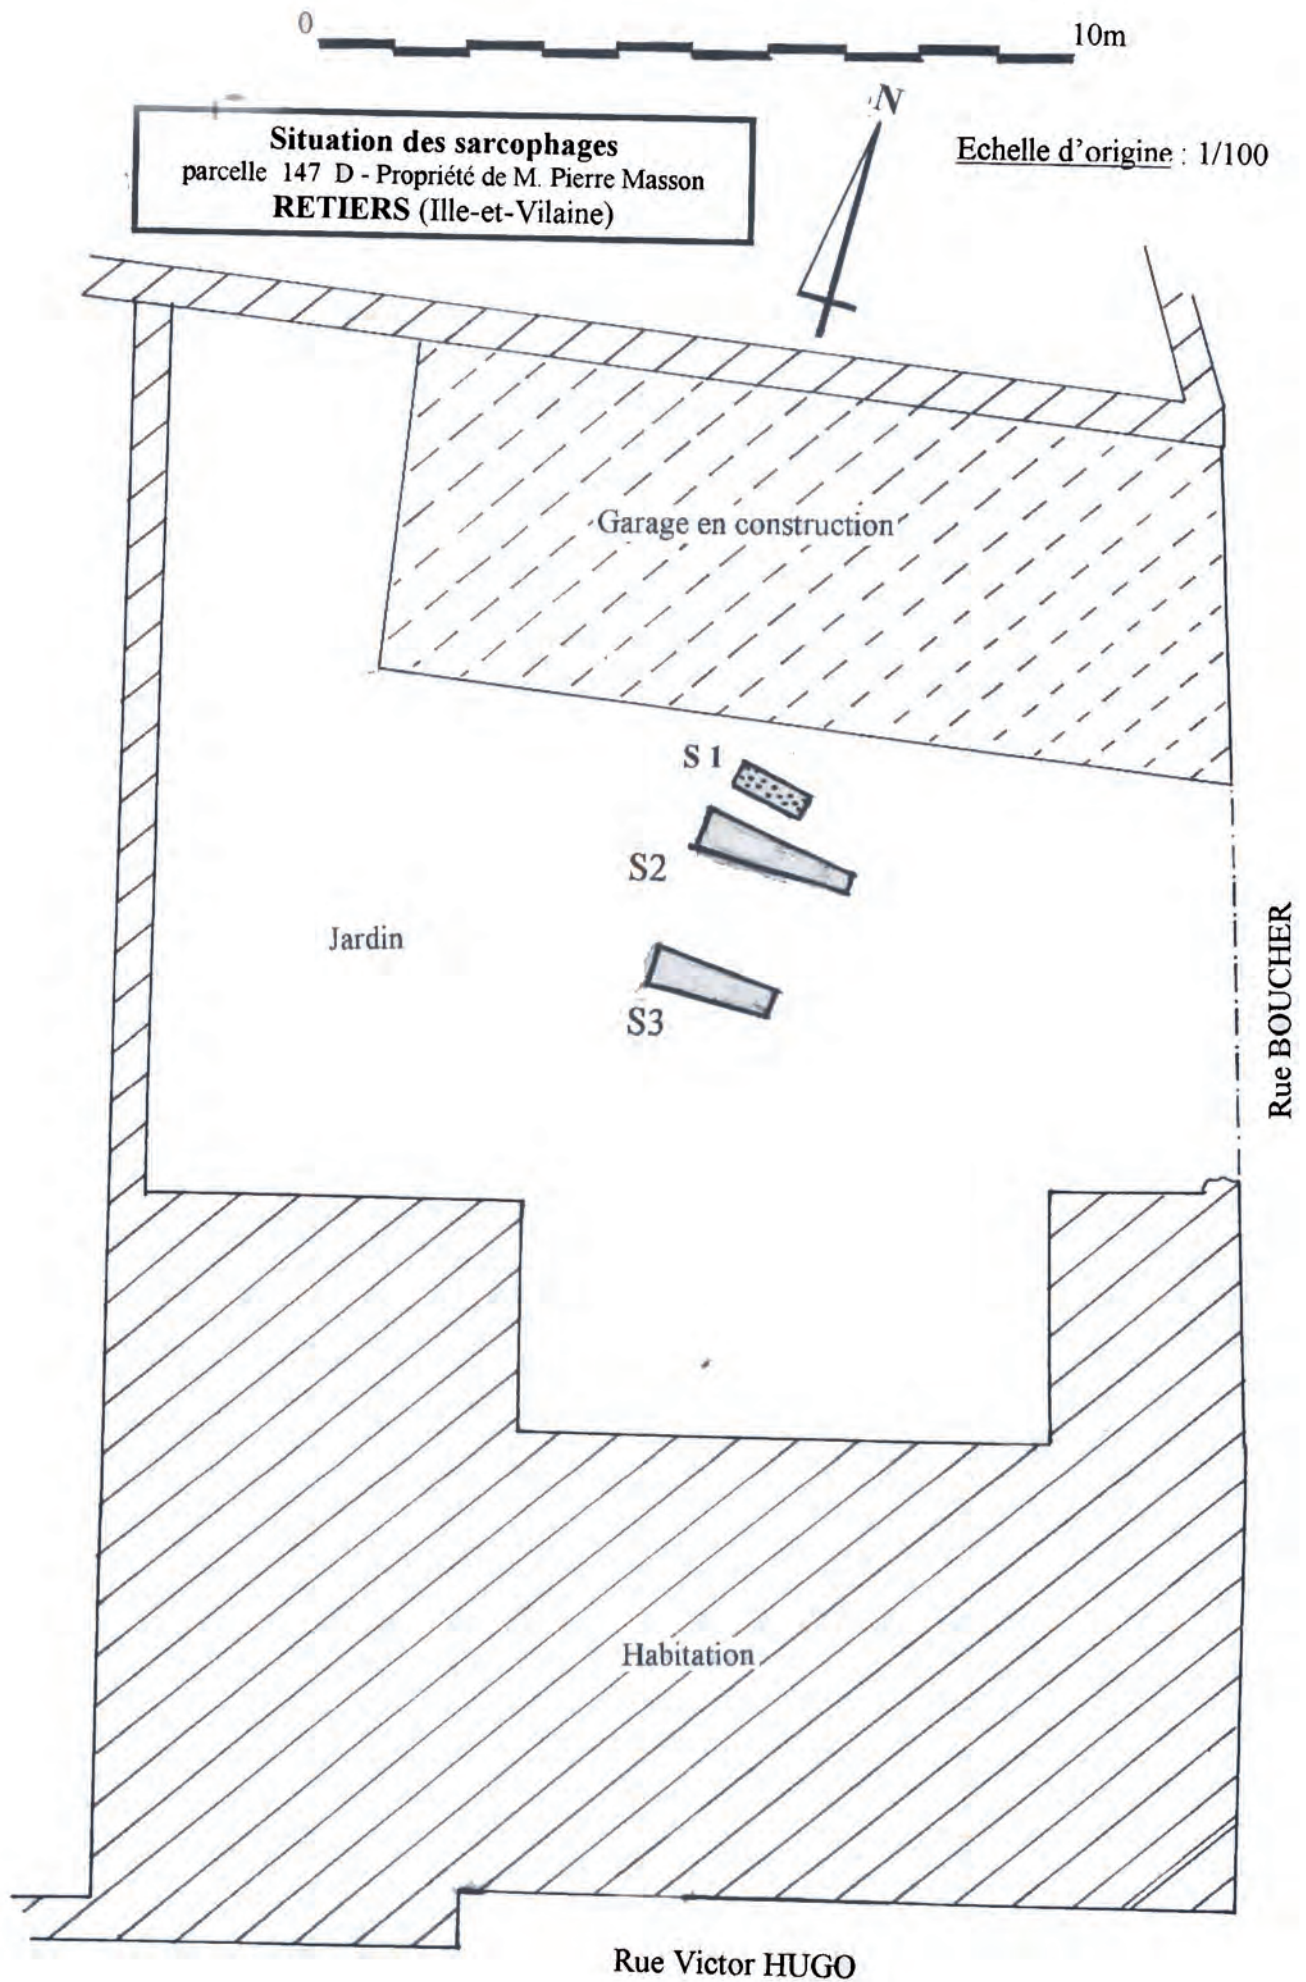 0
10m
N
Situation des sarcophages
parcelle 147 D - Propriété de M. Pierre Masson
RETIERS (Ille-et-Vilaine)
Echelle d'origine : 1/100
Garage en construction
S 1
S2
Jardin
S3
Rue BOUCHER
Habitation
Rue Victor HUGO